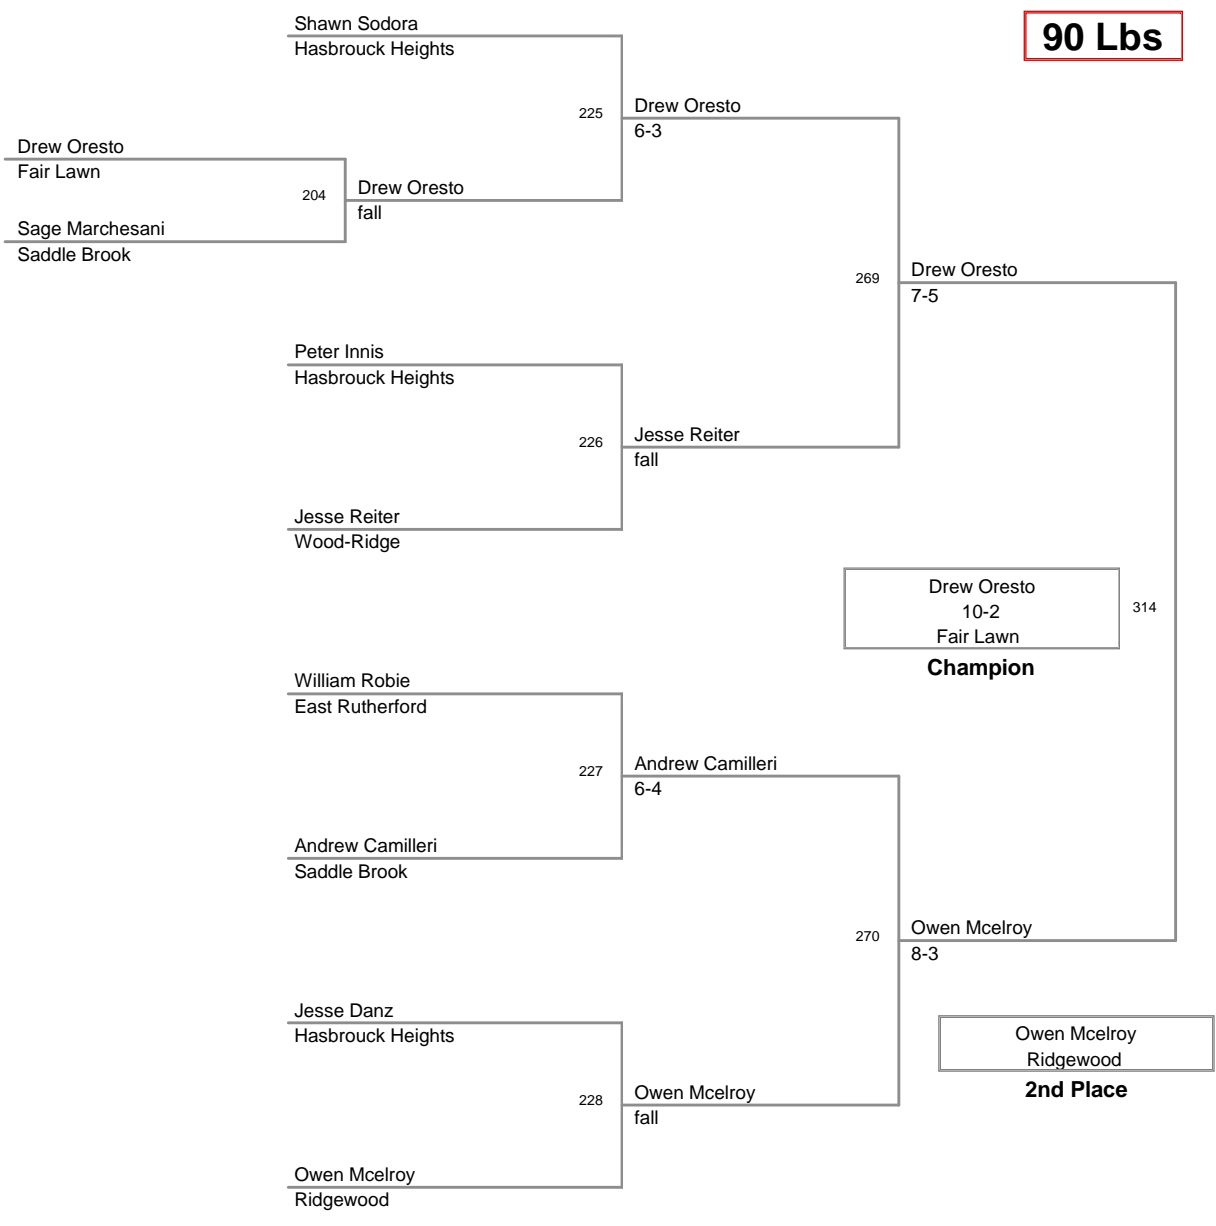 Shawn Sodora
Hasbrouck Heights
90 Lbs
225
Drew Oresto
6-3
Drew Oresto
Fair Lawn
204
Drew Oresto
fall
Sage Marchesani
Saddle Brook
269
Drew Oresto
7-5
Peter Innis
Hasbrouck Heights
226
Jesse Reiter
fall
Jesse Reiter
Wood-Ridge
Drew Oresto
10-2
Fair Lawn
314
Champion
William Robie
East Rutherford
227
Andrew Camilleri
6-4
Andrew Camilleri
Saddle Brook
270
Owen Mcelroy
8-3
Jesse Danz
Hasbrouck Heights
Owen Mcelroy
Ridgewood
2nd Place
228
Owen Mcelroy
fall
Owen Mcelroy
Ridgewood